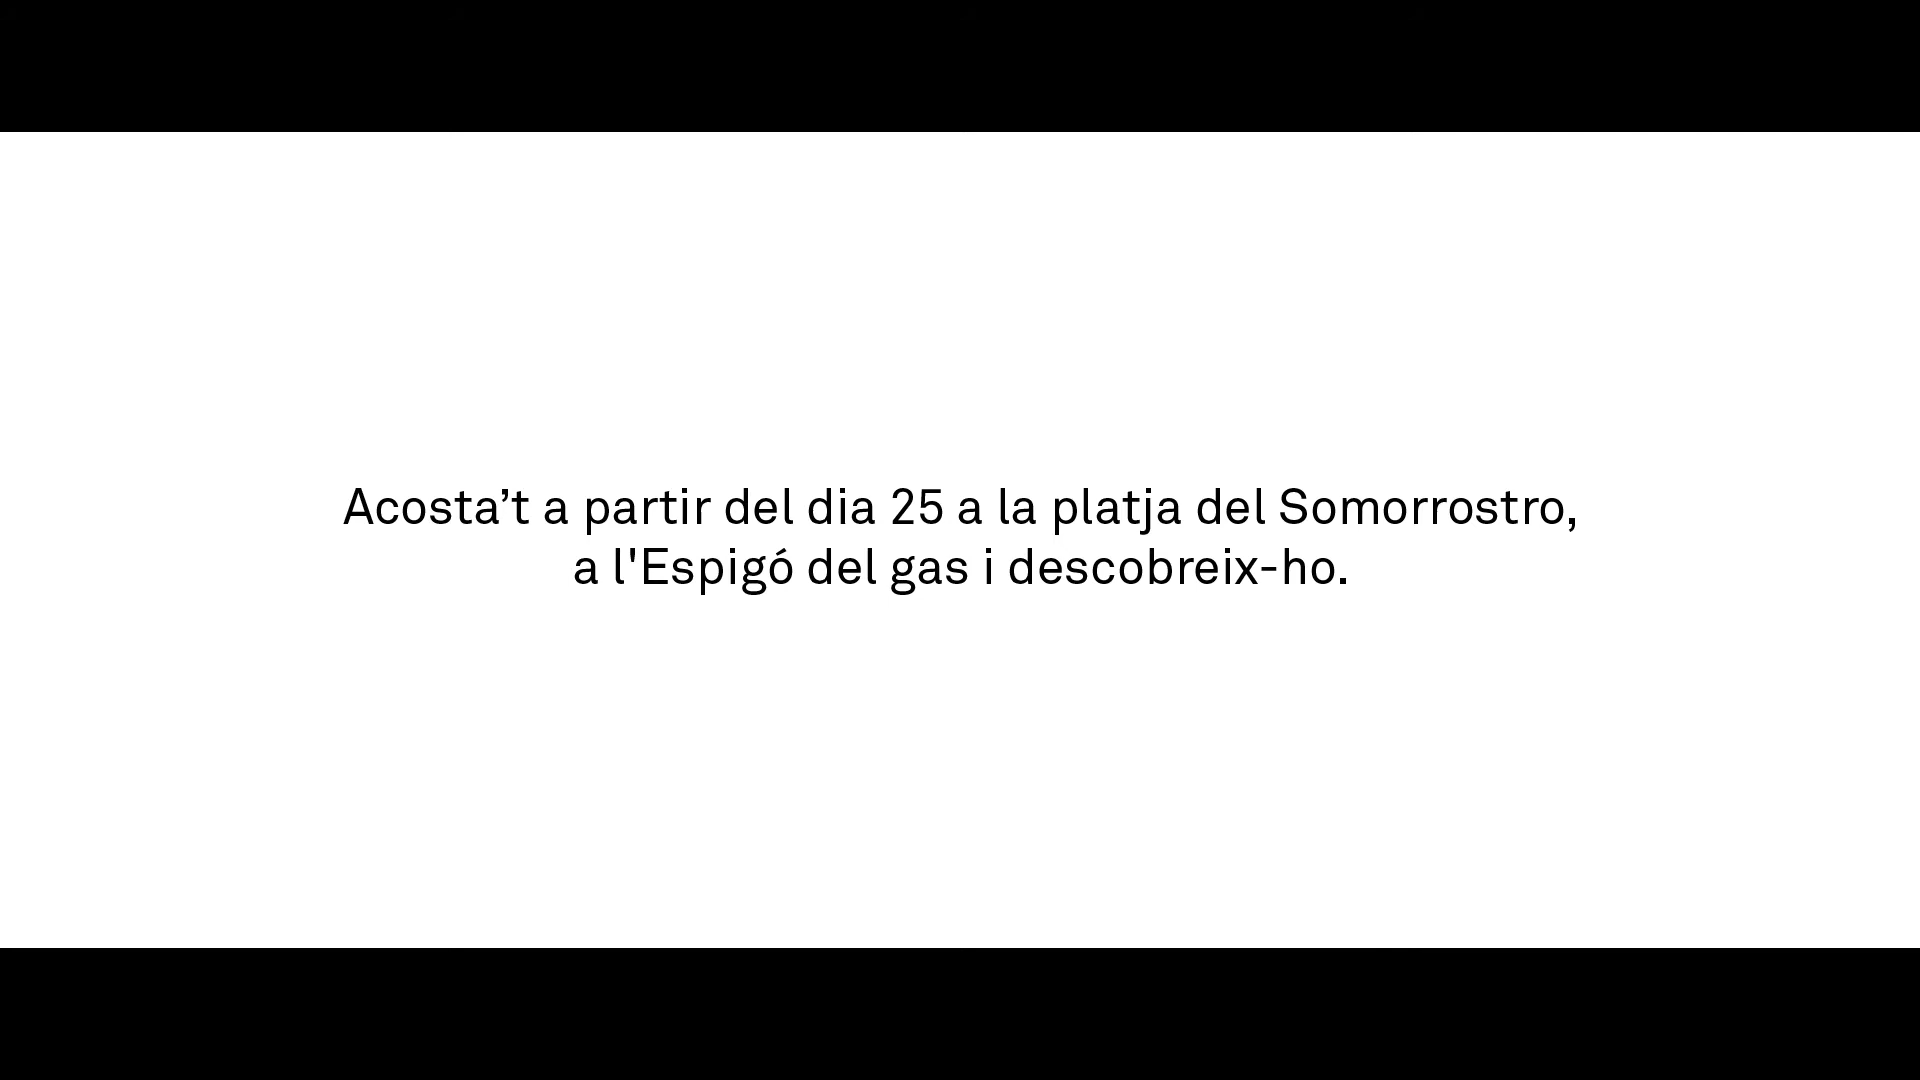 Acosta’t a partir del dia 25 a la platja del Somorrostro,
a l'Espigó del gas i descobreix-ho.